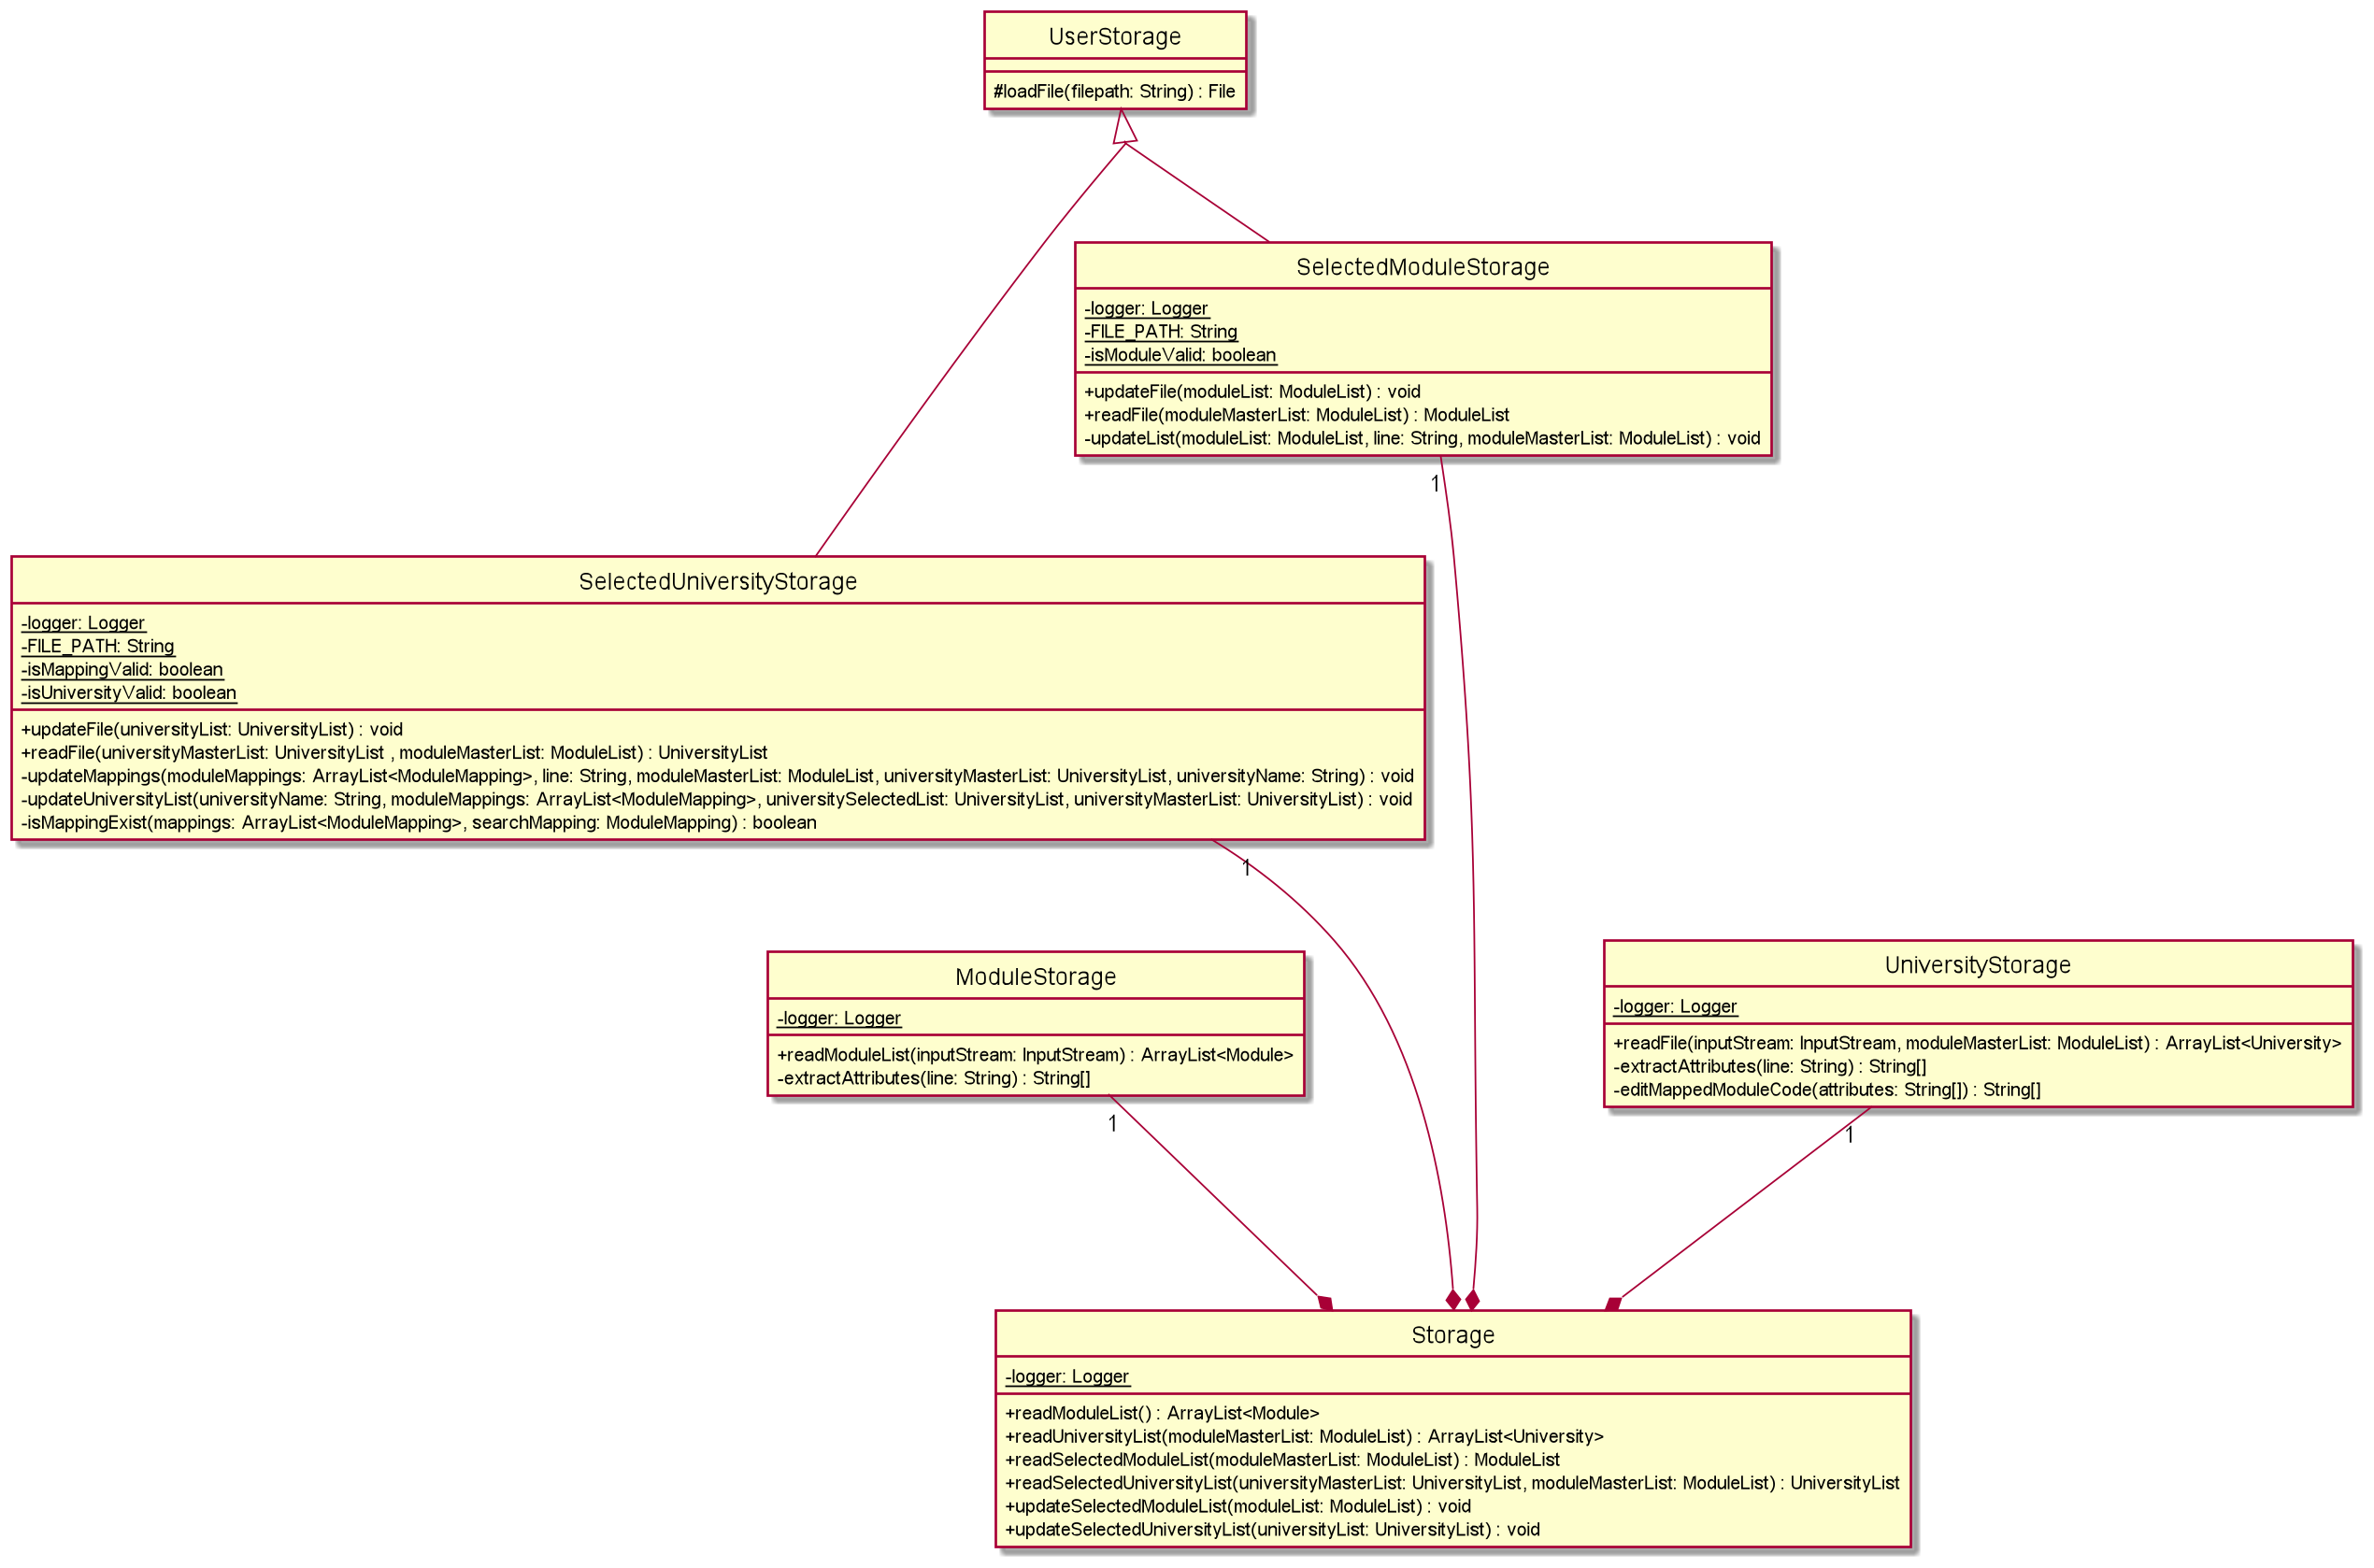 UserStorage
#loadFile(filepath: String) : File
SelectedModuleStorage
-logger: Logger
-FILE_PATH: String
-isModuleValid: boolean
+updateFile(moduleList: ModuleList) : void
+readFile(moduleMasterList: ModuleList) : ModuleList
-updateList(moduleList: ModuleList, line: String, moduleMasterList: ModuleList) : void
1
SelectedUniversityStorage
-logger: Logger
-FILE_PATH: String
-isMappingValid: boolean
-isUniversityValid: boolean
+updateFile(universityList: UniversityList) : void
+readFile(universityMasterList: UniversityList , moduleMasterList: ModuleList) : UniversityList
-updateMappings(moduleMappings: ArrayList<ModuleMapping>, line: String, moduleMasterList: ModuleList, universityMasterList: UniversityList, universityName: String) : void
-updateUniversityList(universityName: String, moduleMappings: ArrayList<ModuleMapping>, universitySelectedList: UniversityList, universityMasterList: UniversityList) : void
-isMappingExist(mappings: ArrayList<ModuleMapping>, searchMapping: ModuleMapping) : boolean
1
ModuleStorage
-logger: Logger
+readModuleList(inputStream: InputStream) : ArrayList<Module>
-extractAttributes(line: String) : String[]
1
UniversityStorage
-logger: Logger
+readFile(inputStream: InputStream, moduleMasterList: ModuleList) : ArrayList<University>
-extractAttributes(line: String) : String[]
-editMappedModuleCode(attributes: String[]) : String[]
1
Storage
-logger: Logger
+readModuleList() : ArrayList<Module>
+readUniversityList(moduleMasterList: ModuleList) : ArrayList<University>
+readSelectedModuleList(moduleMasterList: ModuleList) : ModuleList
+readSelectedUniversityList(universityMasterList: UniversityList, moduleMasterList: ModuleList) : UniversityList
+updateSelectedModuleList(moduleList: ModuleList) : void
+updateSelectedUniversityList(universityList: UniversityList) : void